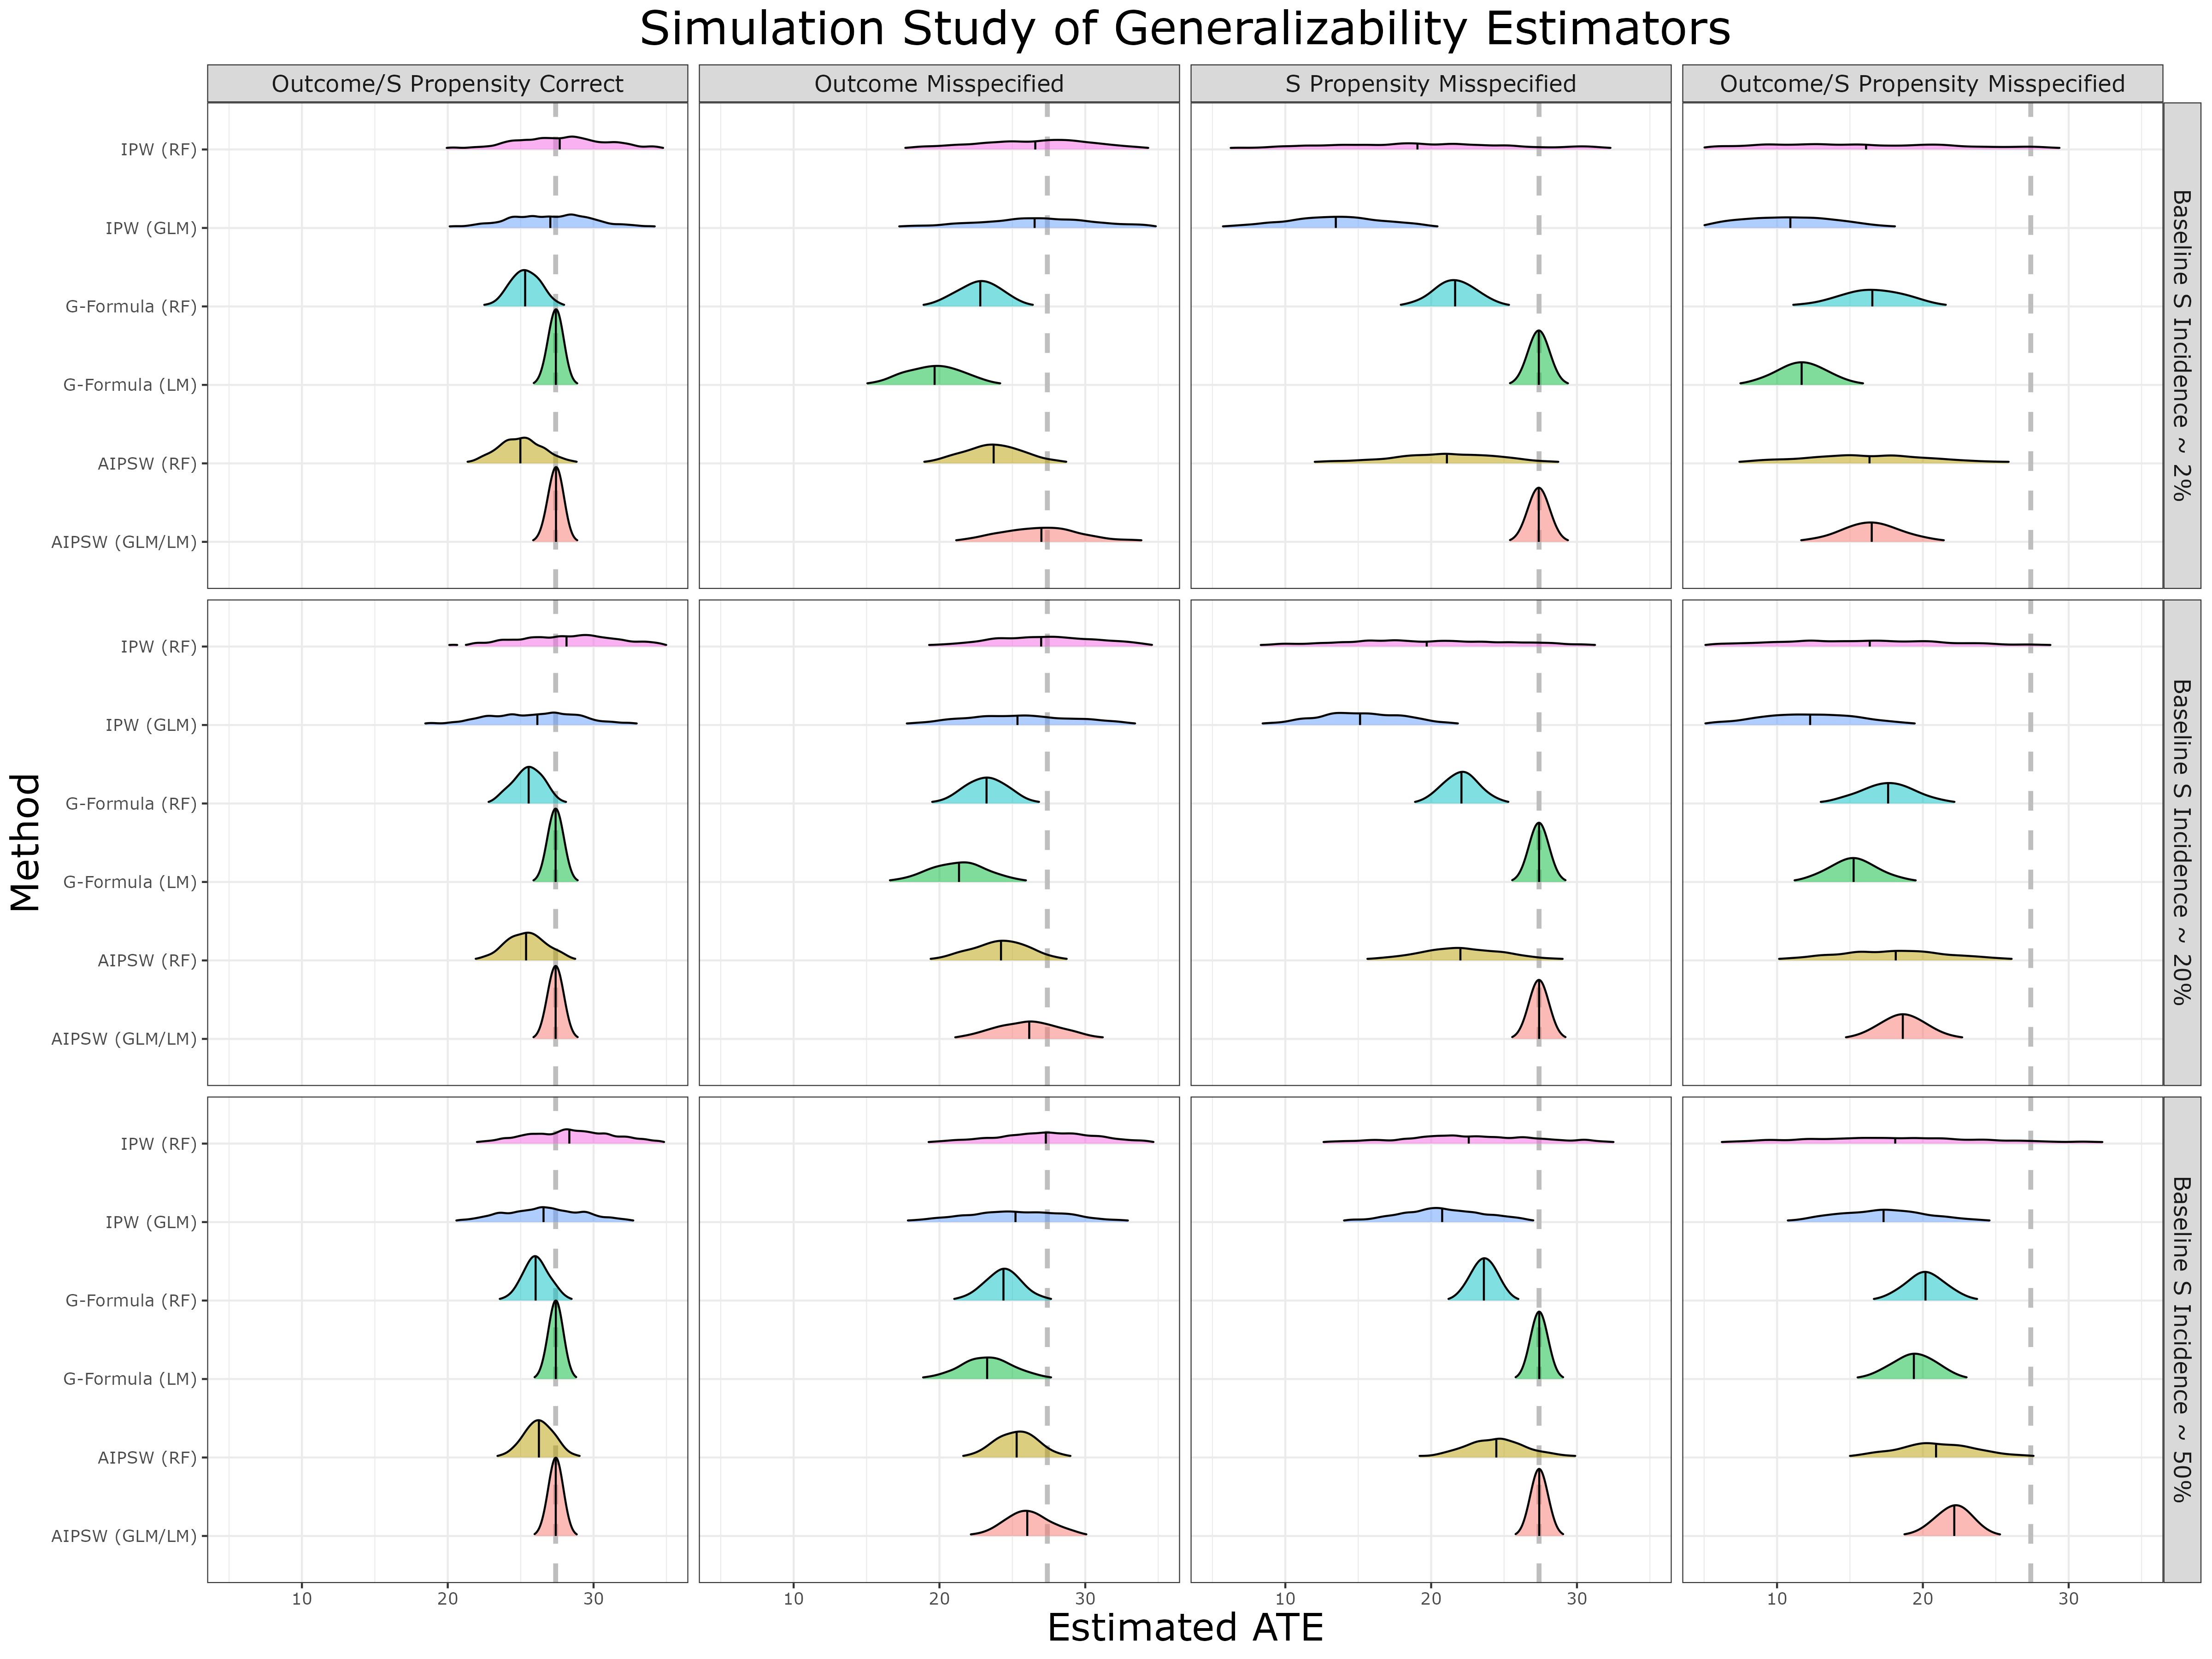 Simulation Study of Generalizability Estimators
Outcome/S Propensity Correct
Outcome Misspecified
S Propensity Misspecified
Outcome/S Propensity Misspecified
Method
IPW (RF)
IPW (GLM)
G-Formula (RF)
G-Formula (LM)
AIPSW (RF)
AIPSW (GLM/LM)
Baseline S Incidence ~ 2%
IPW (RF)
IPW (GLM)
G-Formula (RF)
G-Formula (LM)
AIPSW (RF)
AIPSW (GLM/LM)
Baseline S Incidence ~ 20%
IPW (RF)
IPW (GLM)
G-Formula (RF)
G-Formula (LM)
AIPSW (RF)
AIPSW (GLM/LM)
Baseline S Incidence ~ 50%
10 20 30
10 20 30
10 20 30
10 20 30
Estimated ATE